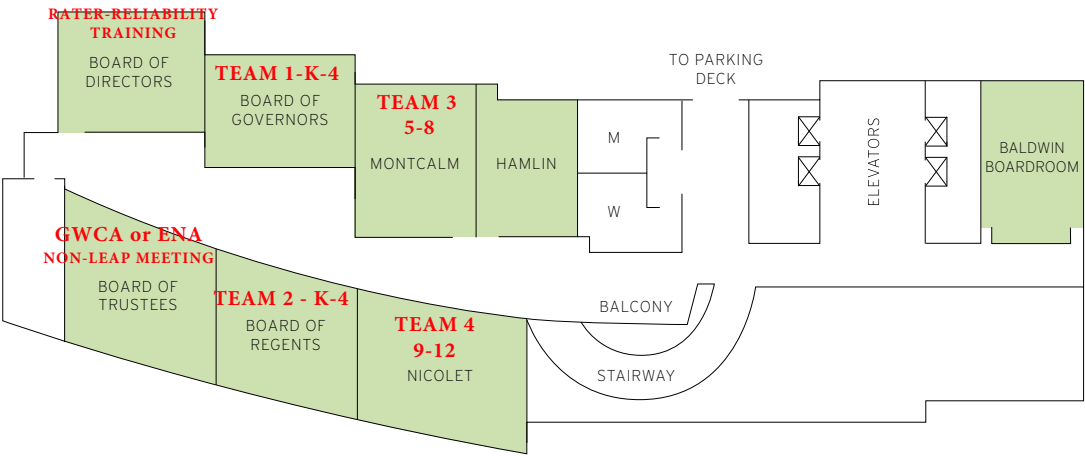 RATER-RELIABILITY
TRAINING
BOARD OF
DIRECTORS
TEAM 1-K-4
BOARD OF
GOVERNORS
TEAM 3
5-8
MONTCALM
HAMLIN
M
W
TO PARKING
DECK
ELEVATORS
BALDWIN
BOARDROOM
GWCA or ENA
NON-LEAP MEETING
BOARD OF
TRUSTEES
TEAM 2 - K-4
BOARD OF
REGENTS
TEAM 4
9-12
NICOLET
BALCONY
STAIRWAY